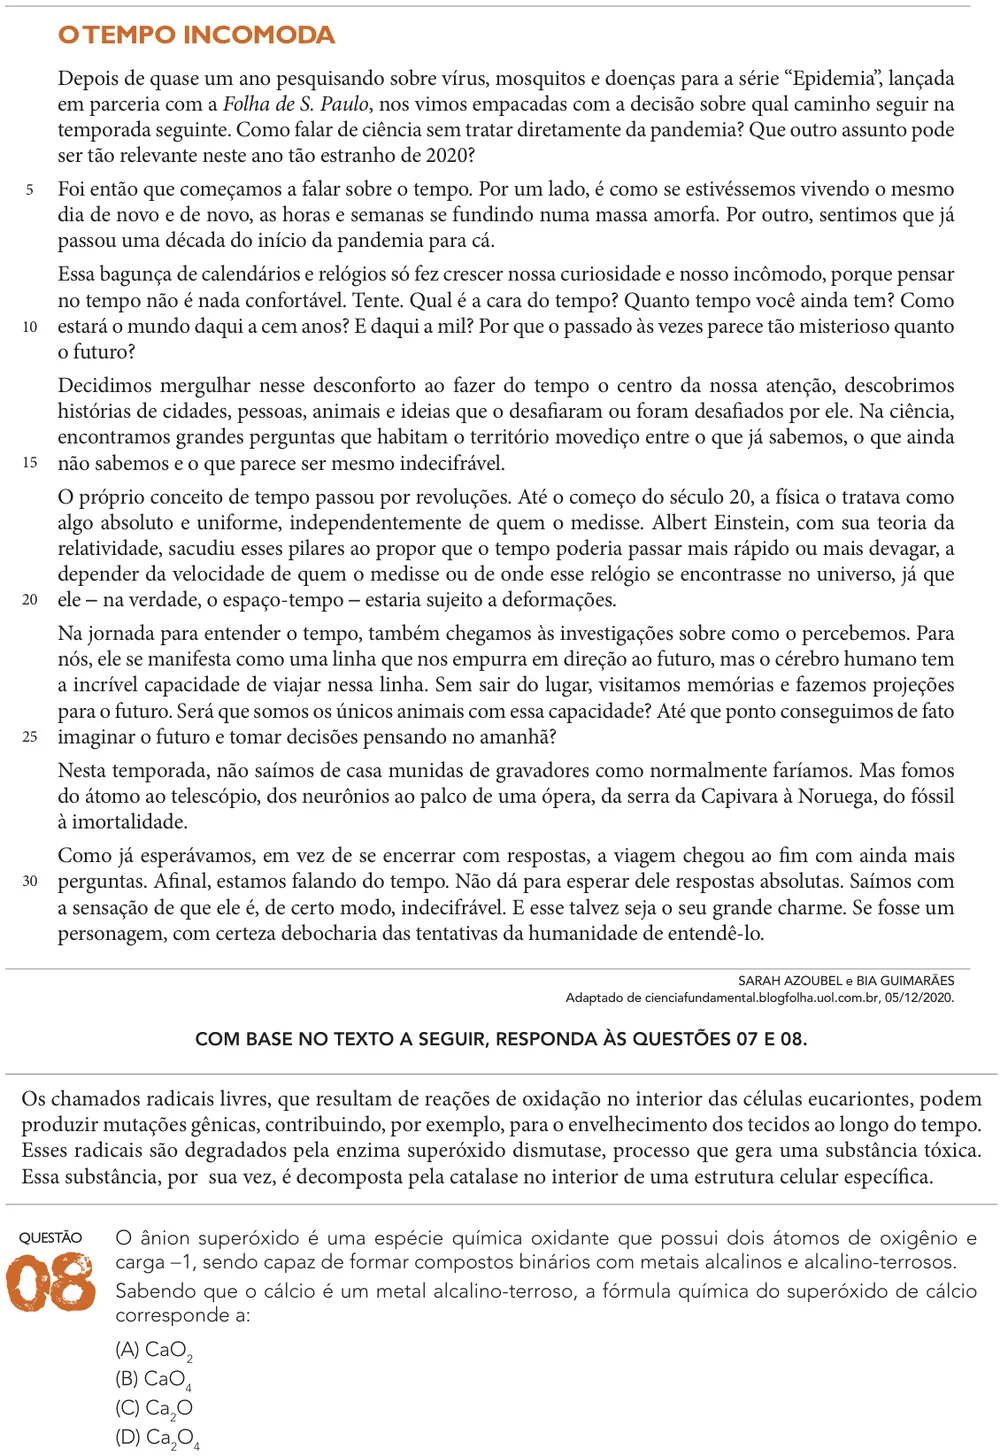 O TEMPO INCOMODA
Depois de quase um ano pesquisando sobre vírus, mosquitos e doenças para a série “Epidemia”, lançada
em parceria com a Folha de S. Paulo, nos vimos empacadas com a decisão sobre qual caminho seguir na
temporada seguinte. Como falar de ciência sem tratar diretamente da pandemia? Que outro assunto pode
ser tão relevante neste ano tão estranho de 2020?
5 Foi então que começamos a falar sobre o tempo. Por um lado, é como se estivéssemos vivendo o mesmo
dia de novo e de novo, as horas e semanas se fundindo numa massa amorfa. Por outro, sentimos que já
passou uma década do início da pandemia para cá.
Essa bagunça de calendários e relógios só fez crescer nossa curiosidade e nosso incômodo, porque pensar
no tempo não é nada confortável. Tente. Qual é a cara do tempo? Quanto tempo você ainda tem? Como
10 estará o mundo daqui a cem anos? E daqui a mil? Por que o passado às vezes parece tão misterioso quanto
o futuro?
Decidimos mergulhar nesse desconforto ao fazer do tempo o centro da nossa atenção, descobrimos
histórias de cidades, pessoas, animais e ideias que o desafiaram ou foram desafiados por ele. Na ciência,
encontramos grandes perguntas que habitam o território movediço entre o que já sabemos, o que ainda
15 não sabemos e o que parece ser mesmo indecifrável.
O próprio conceito de tempo passou por revoluções. Até o começo do século 20, a física o tratava como
algo absoluto e uniforme, independentemente de quem o medisse. Albert Einstein, com sua teoria da
relatividade, sacudiu esses pilares ao propor que o tempo poderia passar mais rápido ou mais devagar, a
depender da velocidade de quem o medisse ou de onde esse relógio se encontrasse no universo, já que
20 ele – na verdade, o espaço-tempo – estaria sujeito a deformações.
Na jornada para entender o tempo, também chegamos às investigações sobre como o percebemos. Para
nós, ele se manifesta como uma linha que nos empurra em direção ao futuro, mas o cérebro humano tem
a incrível capacidade de viajar nessa linha. Sem sair do lugar, visitamos memórias e fazemos projeções
para o futuro. Será que somos os únicos animais com essa capacidade? Até que ponto conseguimos de fato
25 imaginar o futuro e tomar decisões pensando no amanhã?
Nesta temporada, não saímos de casa munidas de gravadores como normalmente faríamos. Mas fomos
do átomo ao telescópio, dos neurônios ao palco de uma ópera, da serra da Capivara à Noruega, do fóssil
à imortalidade.
Como já esperávamos, em vez de se encerrar com respostas, a viagem chegou ao fim com ainda mais
30 perguntas. Afinal, estamos falando do tempo. Não dá para esperar dele respostas absolutas. Saímos com
a sensação de que ele é, de certo modo, indecifrável. E esse talvez seja o seu grande charme. Se fosse um
personagem, com certeza debocharia das tentativas da humanidade de entendê-lo.
SARAH AZOUBEL e BIA GUIMARÃES
Adaptado de cienciafundamental.blogfolha.uol.com.br, 05/12/2020.
COM BASE NO TEXTO A SEGUIR, RESPONDA ÀS QUESTÕES 07 E 08.
Os chamados radicais livres, que resultam de reações de oxidação no interior das células eucariontes, podem
produzir mutações gênicas, contribuindo, por exemplo, para o envelhecimento dos tecidos ao longo do tempo.
Esses radicais são degradados pela enzima superóxido dismutase, processo que gera uma substância tóxica.
Essa substância, por sua vez, é decomposta pela catalase no interior de uma estrutura celular específica.
QUESTÃO
08
O ânion superóxido é uma espécie química oxidante que possui dois átomos de oxigênio e
carga –1, sendo capaz de formar compostos binários com metais alcalinos e alcalino-terrosos.
Sabendo que o cálcio é um metal alcalino-terroso, a fórmula química do superóxido de cálcio
corresponde a:
(A) CaO₂
(B) CaO₄
(C) Ca₂O
(D) Ca₂O₄